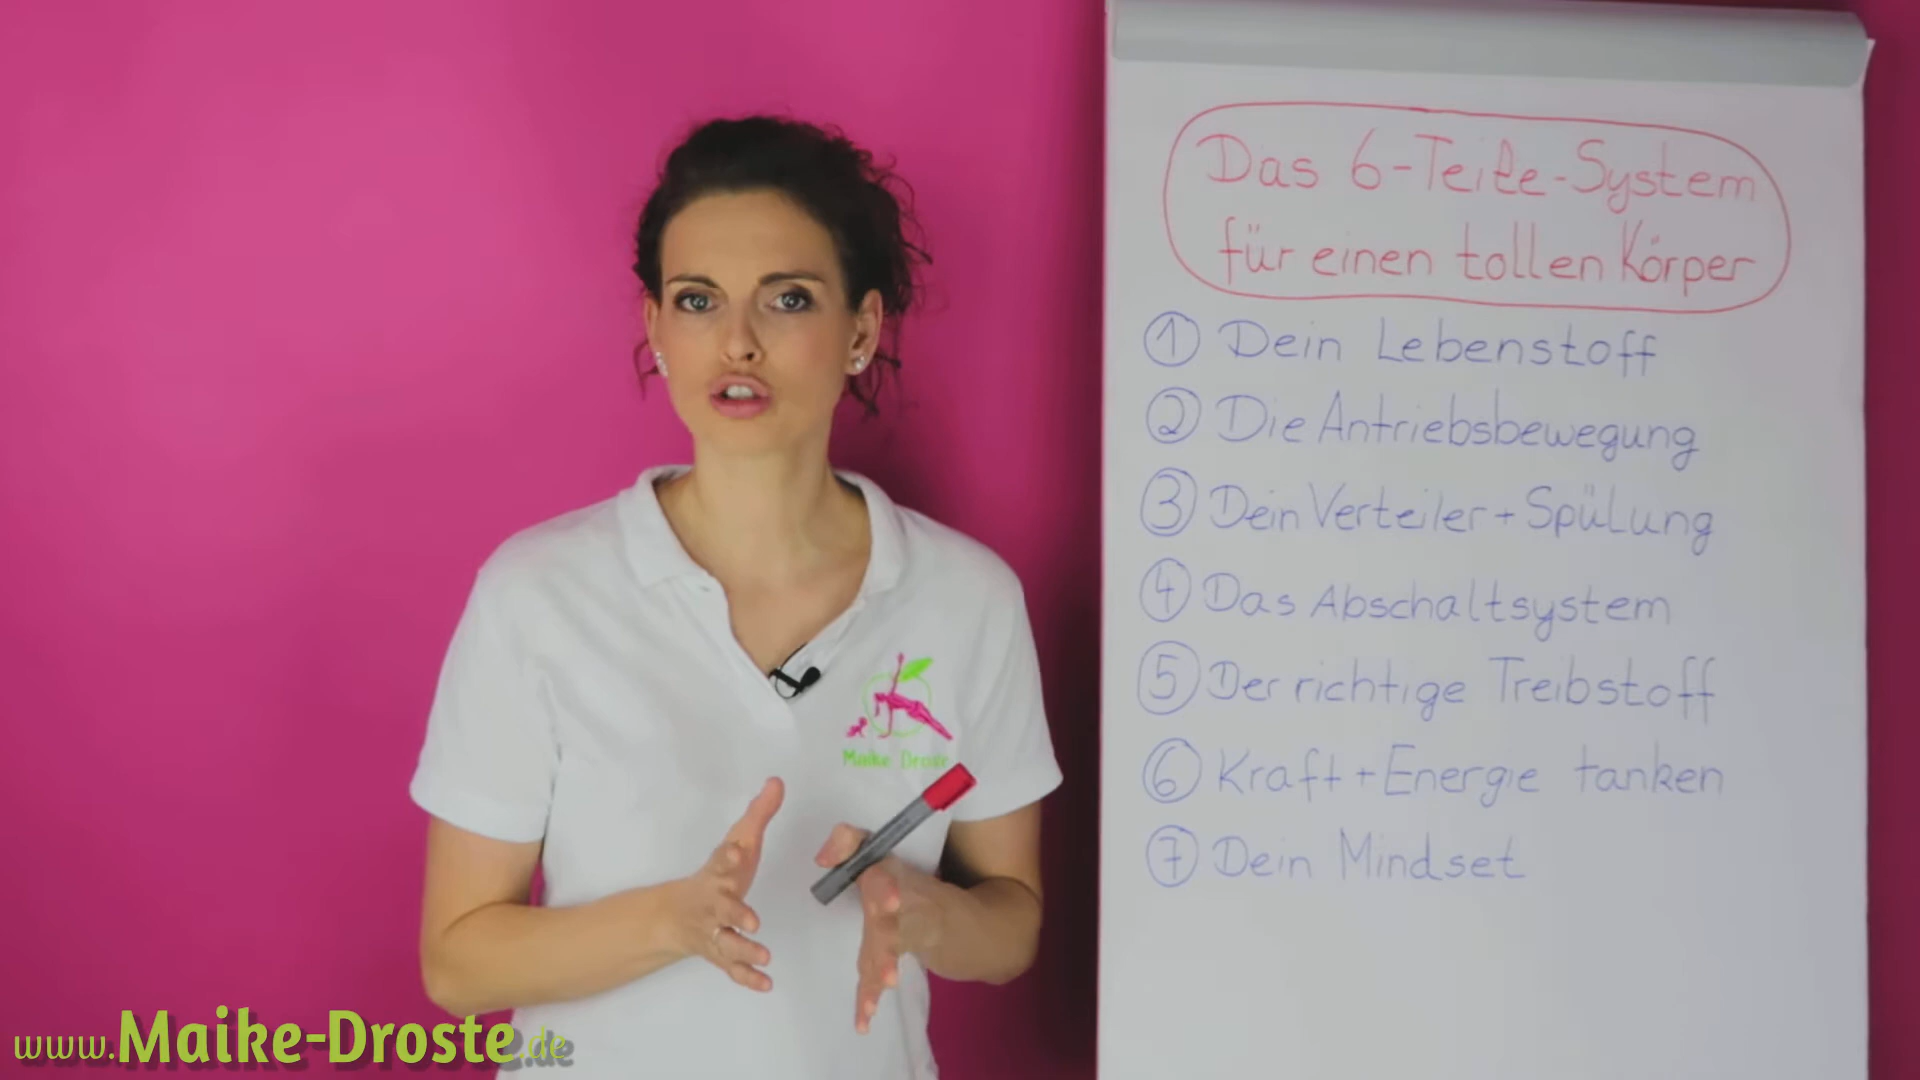 Das 6-Teile-System
für einen tollen Körper
① Dein Lebenstoff
② Die Antriebsbewegung
③ Dein Verteiler + Spülung
④ Das Abschaltsystem
⑤ Der richtige Treibstoff
⑥ Kraft + Energie tanken
⑦ Dein Mindset
Maike Droste
www.Maike-Droste.de